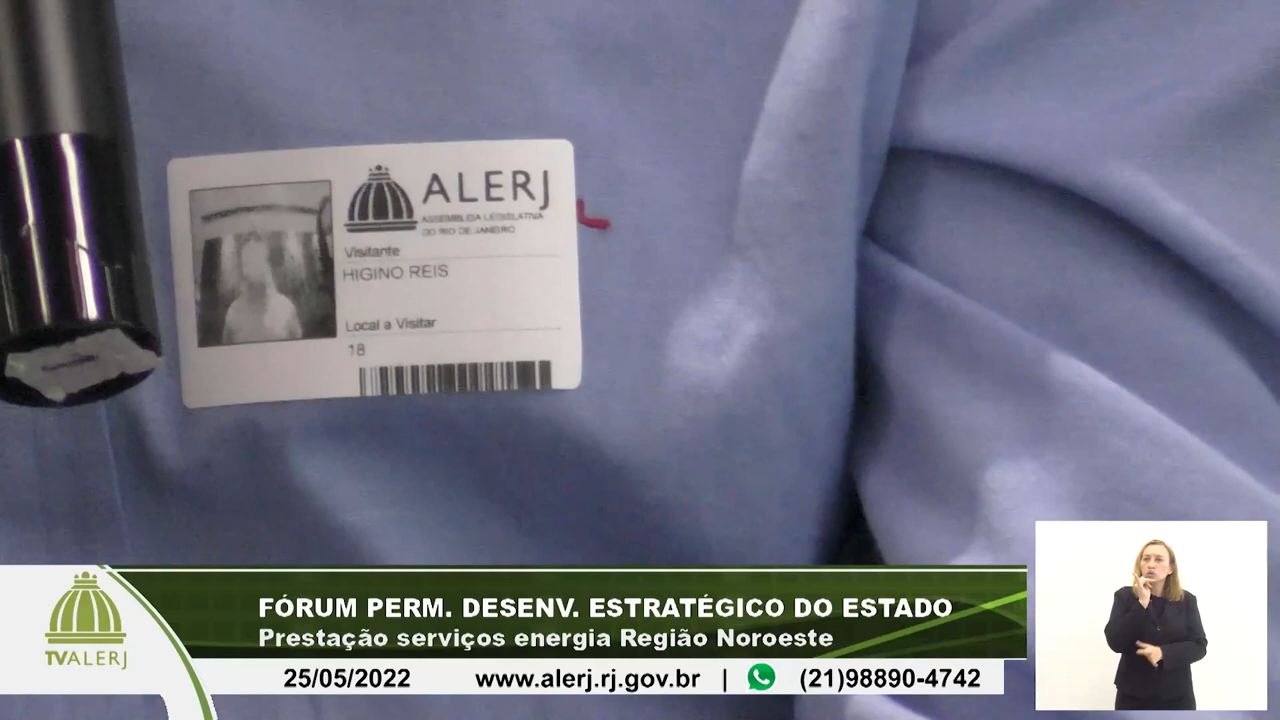 ALERJ
ASSEMBLEIA LEGISLATIVA
DO RIO DE JANEIRO
Visitante
HIGINO REIS
Local a Visitar
18
FÓRUM PERM. DESENV. ESTRATÉGICO DO ESTADO
Prestação serviços energia Região Noroeste
TVALERJ
25/05/2022 www.alerj.rj.gov.br | (21)98890-4742